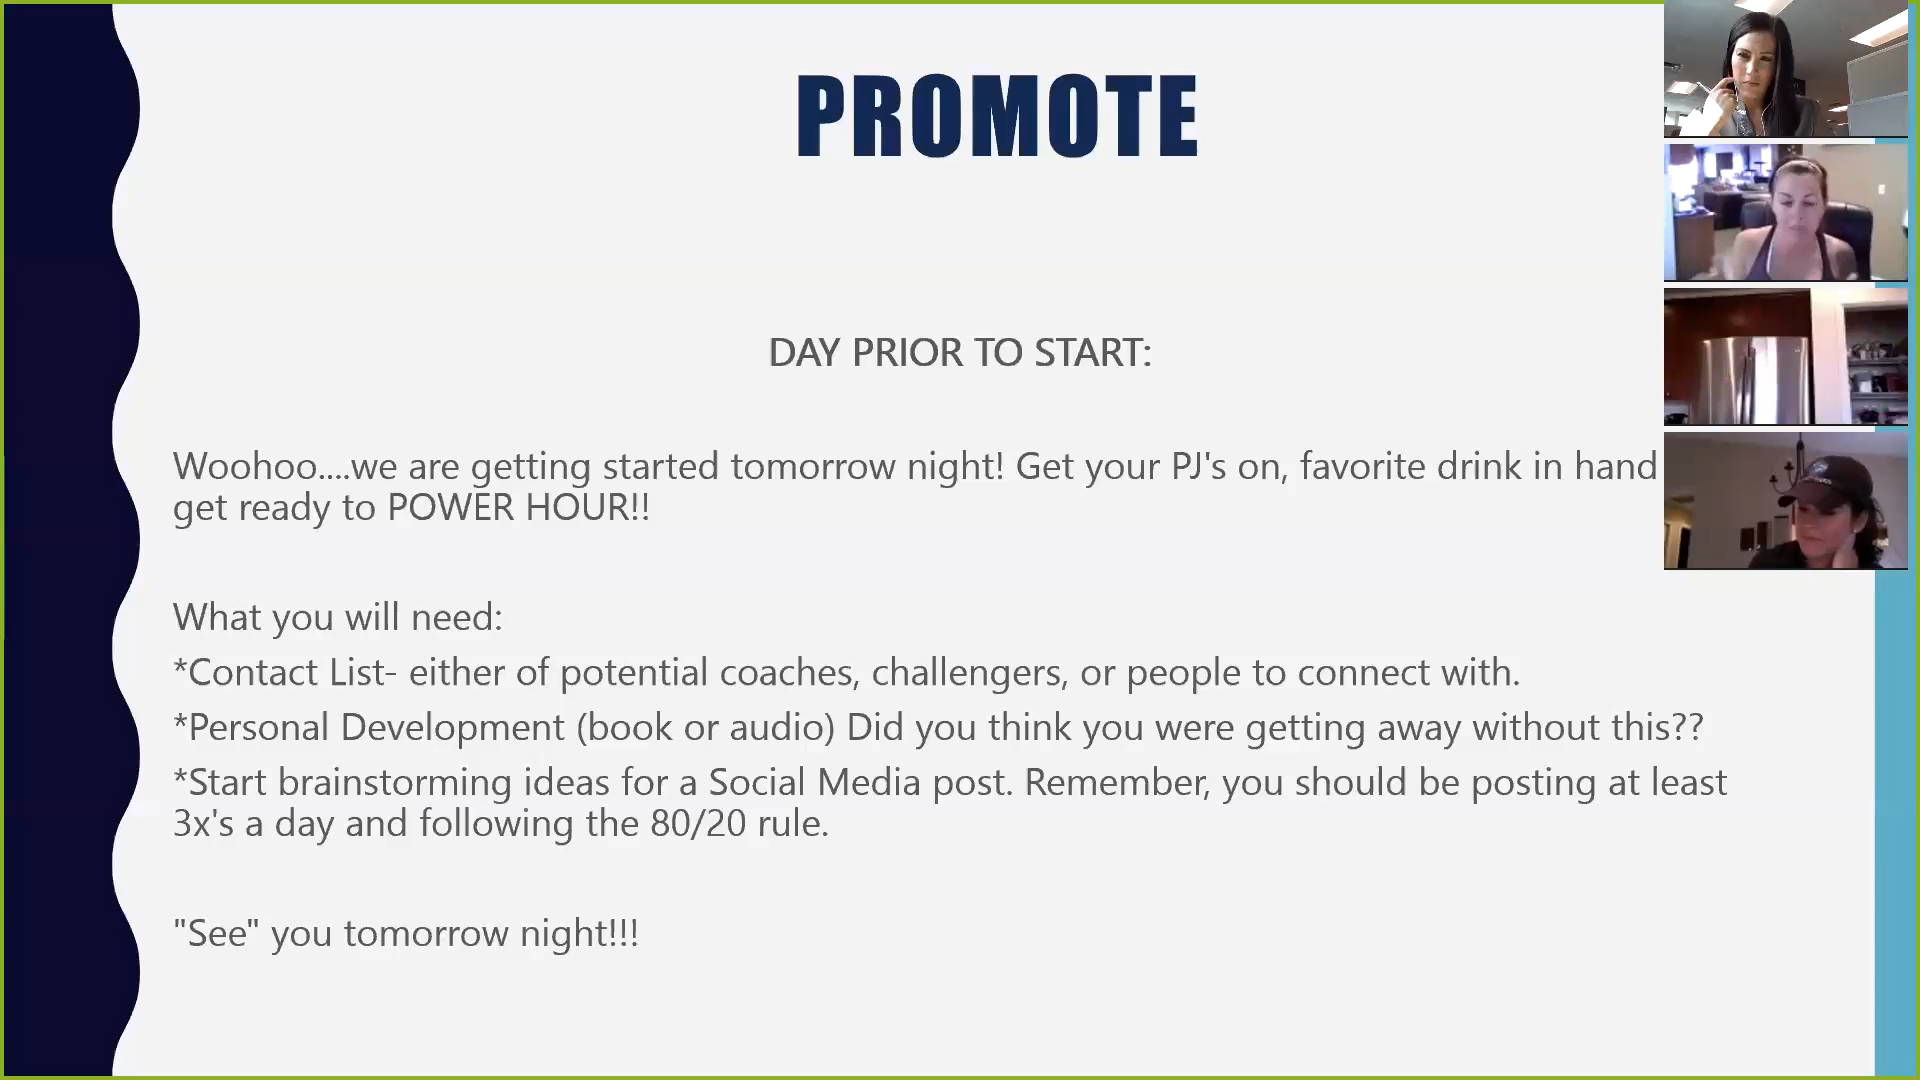 PROMOTE
DAY PRIOR TO START:
Woohoo....we are getting started tomorrow night! Get your PJ's on, favorite drink in hand
get ready to POWER HOUR!!
What you will need:
*Contact List- either of potential coaches, challengers, or people to connect with.
*Personal Development (book or audio) Did you think you were getting away without this??
*Start brainstorming ideas for a Social Media post. Remember, you should be posting at least
3x's a day and following the 80/20 rule.
"See" you tomorrow night!!!